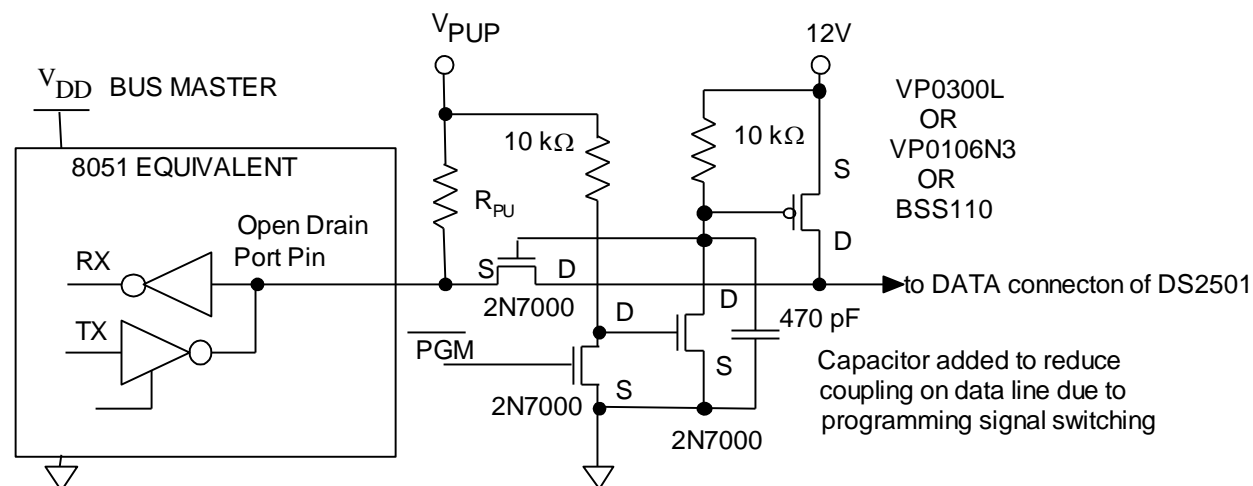 V_PUP
12V
V_DD
BUS MASTER
8051 EQUIVALENT
10 kΩ
10 kΩ
VP0300L
OR
VP0106N3
OR
BSS110
R_PU
S
D
Open Drain
Port Pin
RX
S
D
2N7000
to DATA connecton of DS2501
TX
PGM
D
D
470 pF
S
S
2N7000
2N7000
Capacitor added to reduce
coupling on data line due to
programming signal switching